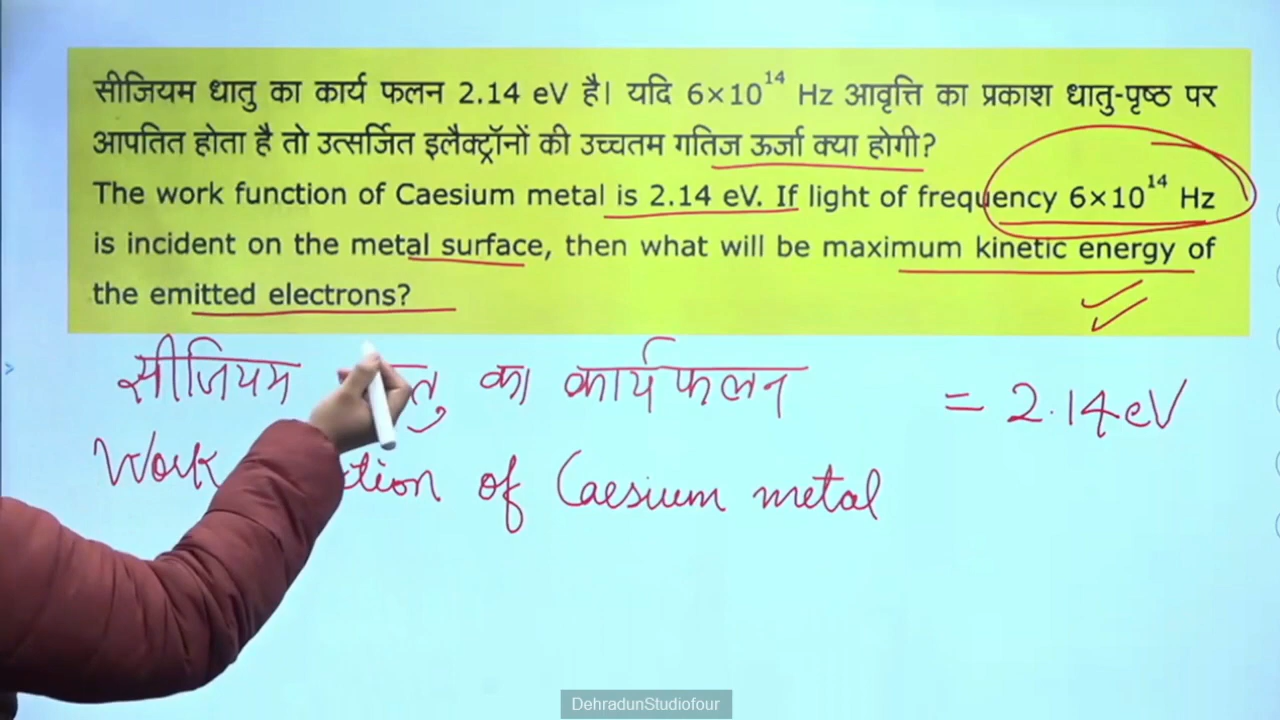 सीजियम धातु का कार्य फलन 2.14 eV है। यदि 6×10¹⁴ Hz आवृत्ति का प्रकाश धातु-पृष्ठ पर
आपतित होता है तो उत्सर्जित इलैक्ट्रॉनों की उच्चतम गतिज ऊर्जा क्या होगी?
The work function of Caesium metal is 2.14 eV. If light of frequency 6×10¹⁴ Hz
is incident on the metal surface, then what will be maximum kinetic energy of
the emitted electrons?
सीजियम का कार्यफलन = 2.14eV
Work of Caesium metal
DehradunStudiofour